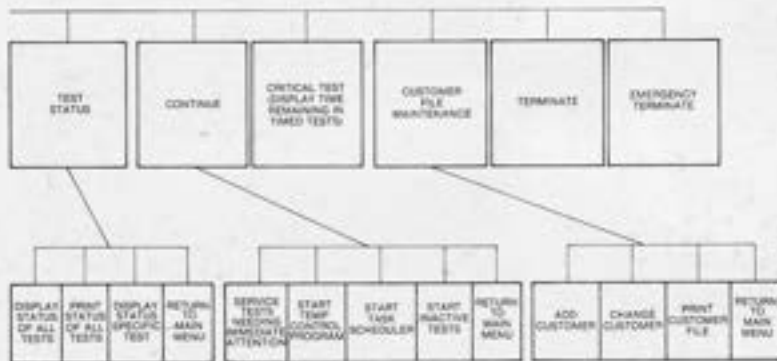 TEST
STATUS
CONTINUE
CRITICAL TEST
(DISPLAY TIME
REMAINING IN
TIMED TESTS)
CUSTOMER
FILE
MAINTENANCE
TERMINATE
EMERGENCY
TERMINATE
DISPLAY
STATUS
OF ALL
TESTS
PRINT
STATUS
OF ALL
TESTS
DISPLAY
STATUS
SPECIFIC
TEST
RETURN
TO
MAIN
MENU
SERVICE
TESTS
NEEDING
IMMEDIATE
ATTENTION
START
TEMP
CONTROL
PROGRAM
START
TASK
SCHEDULER
START
INACTIVE
TESTS
RETURN
TO
MAIN
MENU
ADD
CUSTOMER
CHANGE
CUSTOMER
PRINT
CUSTOMER
FILE
RETURN
TO
MAIN
MENU